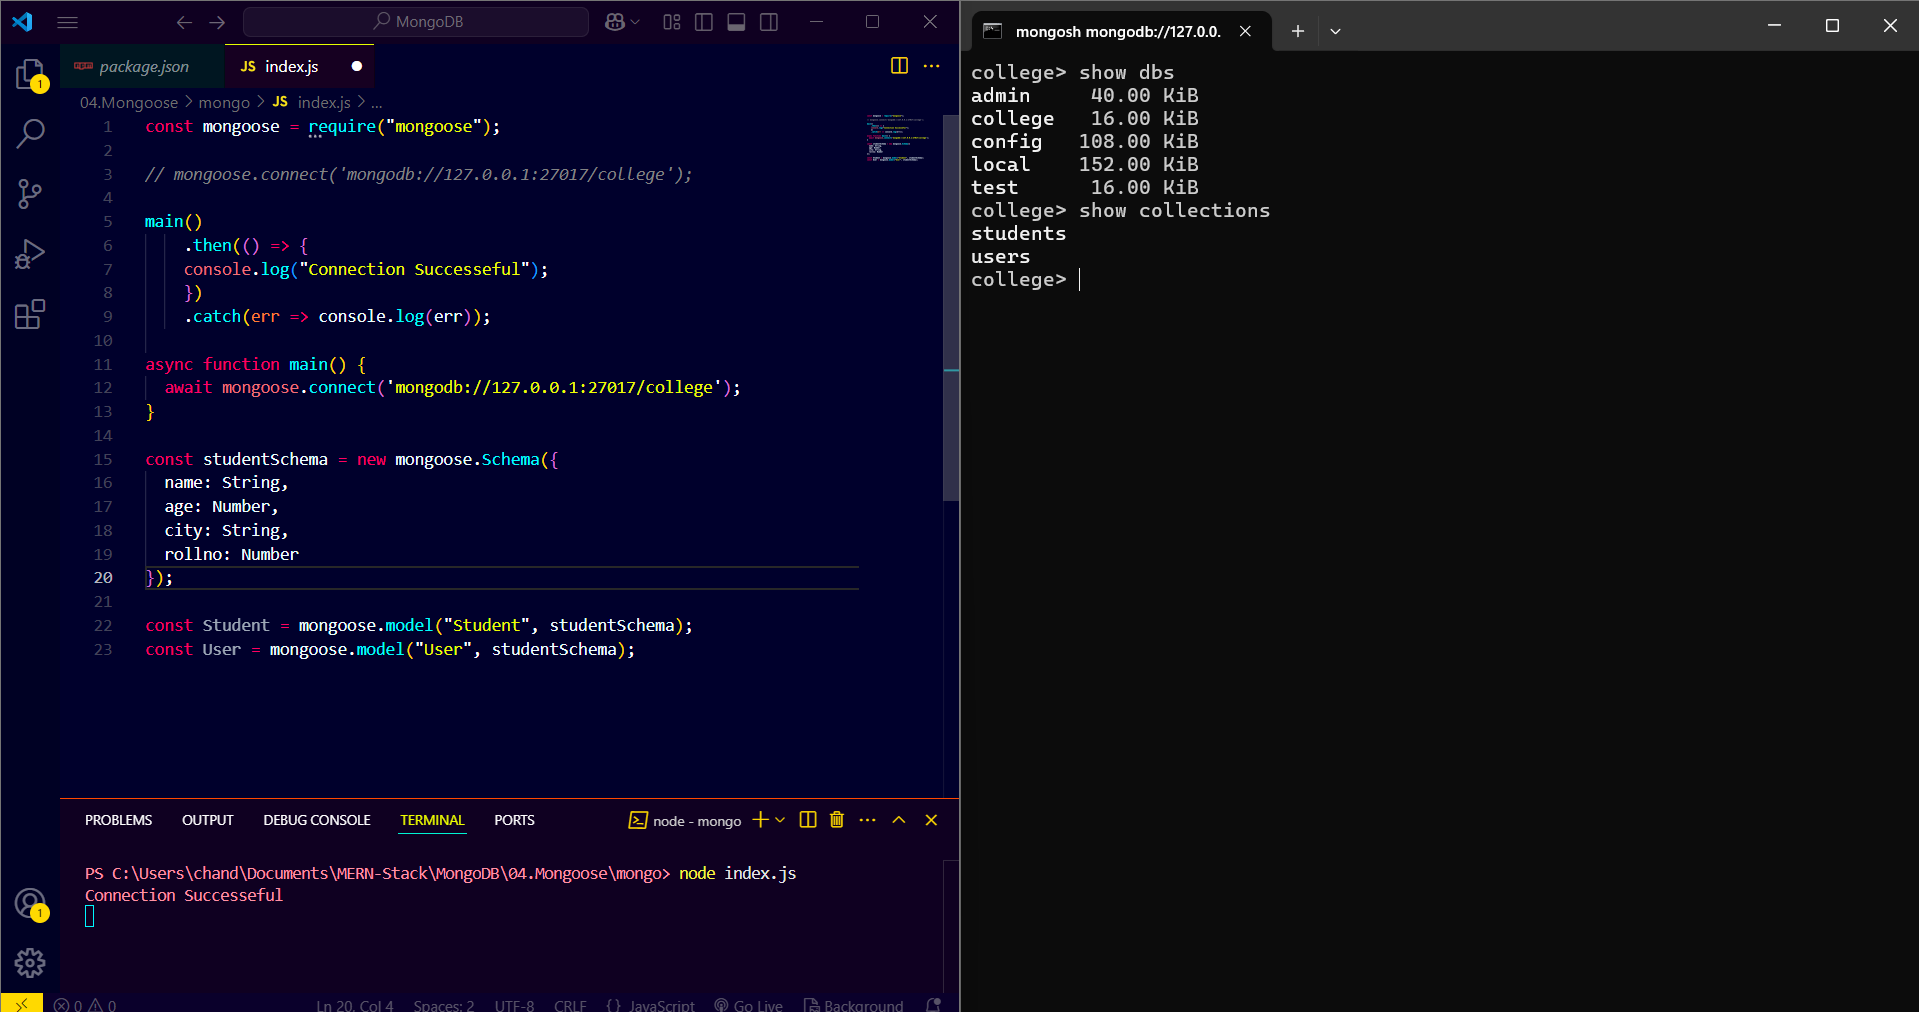 MongoDB
package.json
JS index.js
04.Mongoose > mongo > JS index.js > ...
1 const mongoose = require("mongoose");
2
3 // mongoose.connect('mongodb://127.0.0.1:27017/college');
4
5 main()
6 .then(() => {
7 console.log("Connection Successeful");
8 })
9 .catch(err => console.log(err));
10
11 async function main() {
12 await mongoose.connect('mongodb://127.0.0.1:27017/college');
13 }
14
15 const studentSchema = new mongoose.Schema({
16 name: String,
17 age: Number,
18 city: String,
19 rollno: Number
20 });
21
22 const Student = mongoose.model("Student", studentSchema);
23 const User = mongoose.model("User", studentSchema);
1
1
PROBLEMS OUTPUT DEBUG CONSOLE TERMINAL PORTS node - mongo
PS C:\Users\chand\Documents\MERN-Stack\MongoDB\04.Mongoose\mongo> node index.js
Connection Successeful
0 0 Ln 20, Col 4 Spaces: 2 UTF-8 CRLF {} JavaScript Go Live Background
mongosh mongodb://127.0.0.
college> show dbs
admin 40.00 KiB
college 16.00 KiB
config 108.00 KiB
local 152.00 KiB
test 16.00 KiB
college> show collections
students
users
college>